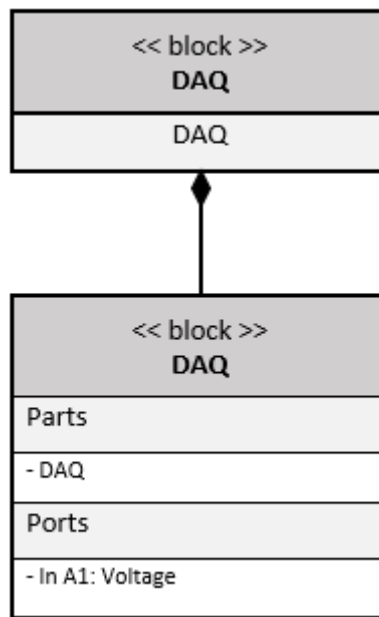 << block >>
DAQ
DAQ
<< block >>
DAQ
Parts
- DAQ
Ports
- In A1: Voltage